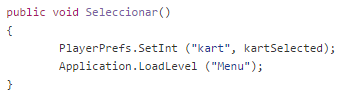 public void Seleccionar()
{
PlayerPrefs.SetInt ("kart", kartSelected);
Application.LoadLevel ("Menu");
}